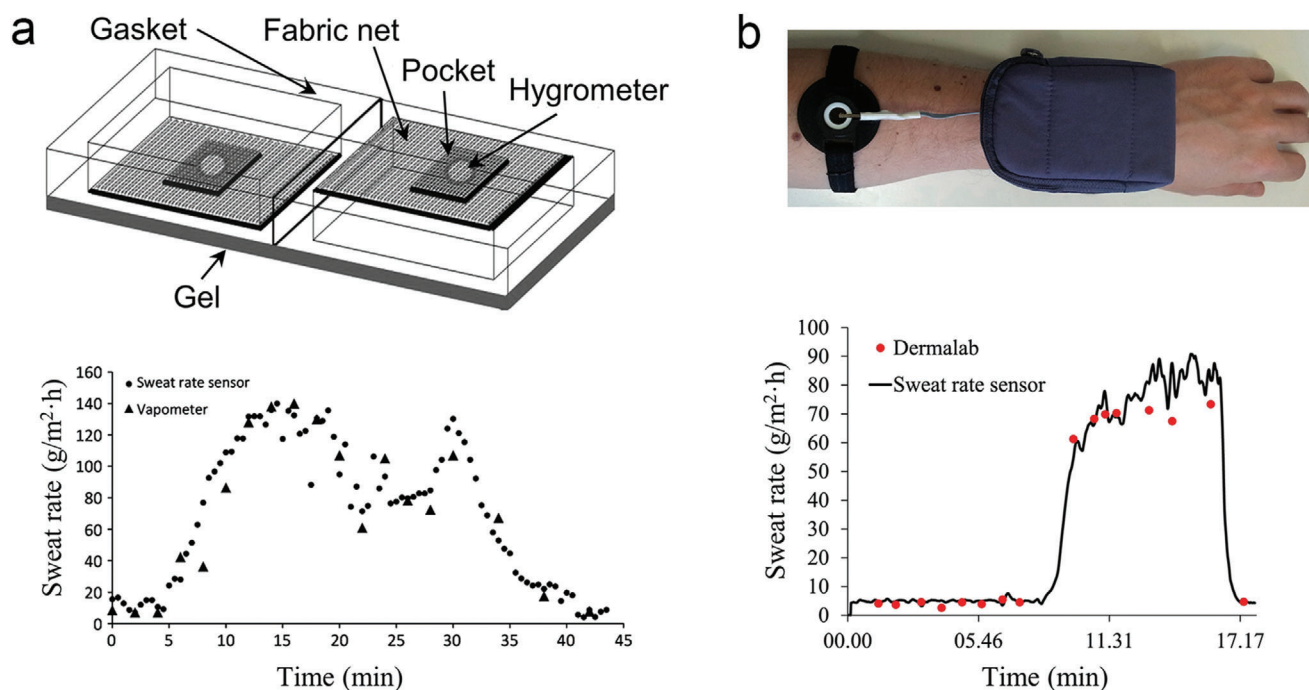 a
Gasket
Fabric net
Pocket
Hygrometer
Gel
Sweat rate (g/m²·h)
160
140
120
100
80
60
40
20
0
Sweat rate sensor
Vapometer
0 5 10 15 20 25 30 35 40 45
Time (min)
b
Sweat rate (g/m²·h)
100
90
80
70
60
50
40
30
20
10
0
Dermalab
Sweat rate sensor
00.00 05.46 11.31 17.17
Time (min)